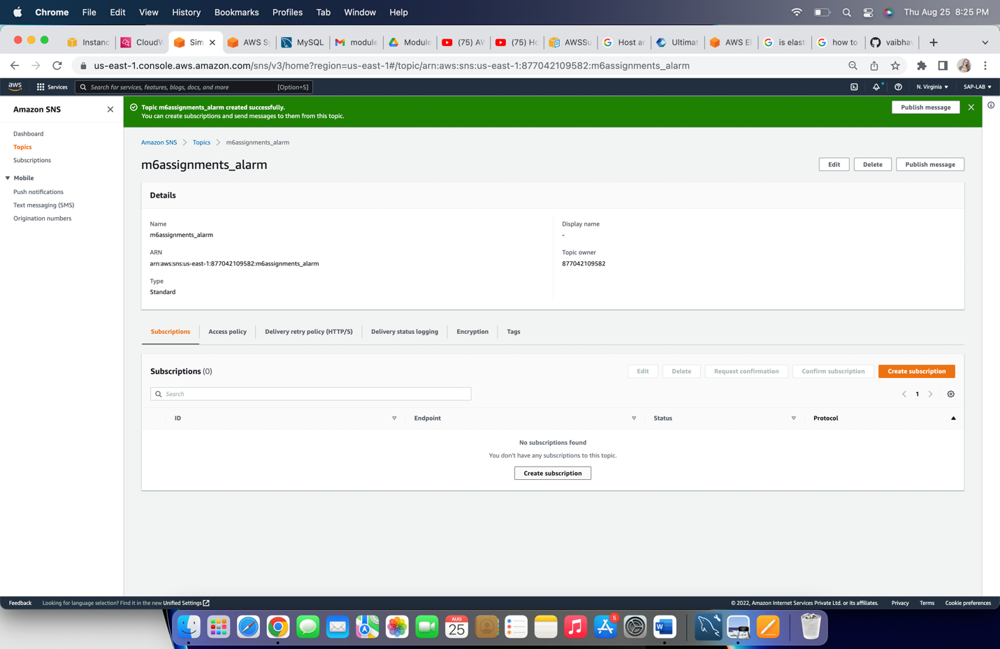 Chrome File Edit View History Bookmarks Profiles Tab Window Help Thu Aug 25 8:25 PM
Instanc CloudW Sim AWS Sy MySQL module Module (75) AW (75) Ho AWSSu Host an Ultimat AWS El is elast how to vaibhav
us-east-1.console.aws.amazon.com/sns/v3/home?region=us-east-1#/topic/arn:aws:sns:us-east-1:877042109582:m6assignments_alarm
aws Services Search for services, features, blogs, docs, and more [Option+S] N. Virginia SAP-LAB
Amazon SNS
Dashboard
Topics
Subscriptions
Mobile
Push notifications
Text messaging (SMS)
Origination numbers
Topic m6assignments_alarm created successfully.
You can create subscriptions and send messages to them from this topic.
Publish message
Amazon SNS Topics m6assignments_alarm
m6assignments_alarm
Edit Delete Publish message
Details
Name
m6assignments_alarm
ARN
arn:aws:sns:us-east-1:877042109582:m6assignments_alarm
Type
Standard
Display name
-
Topic owner
877042109582
Subscriptions Access policy Delivery retry policy (HTTP/S) Delivery status logging Encryption Tags
Subscriptions (0)
Edit Delete Request confirmation Confirm subscription Create subscription
Search
1
ID Endpoint Status Protocol
No subscriptions found
You don't have any subscriptions to this topic.
Create subscription
Feedback Looking for language selection? Find it in the new Unified Settings © 2022, Amazon Internet Services Private Ltd. or its affiliates. Privacy Terms Cookie preferences
AUG
25
5
W